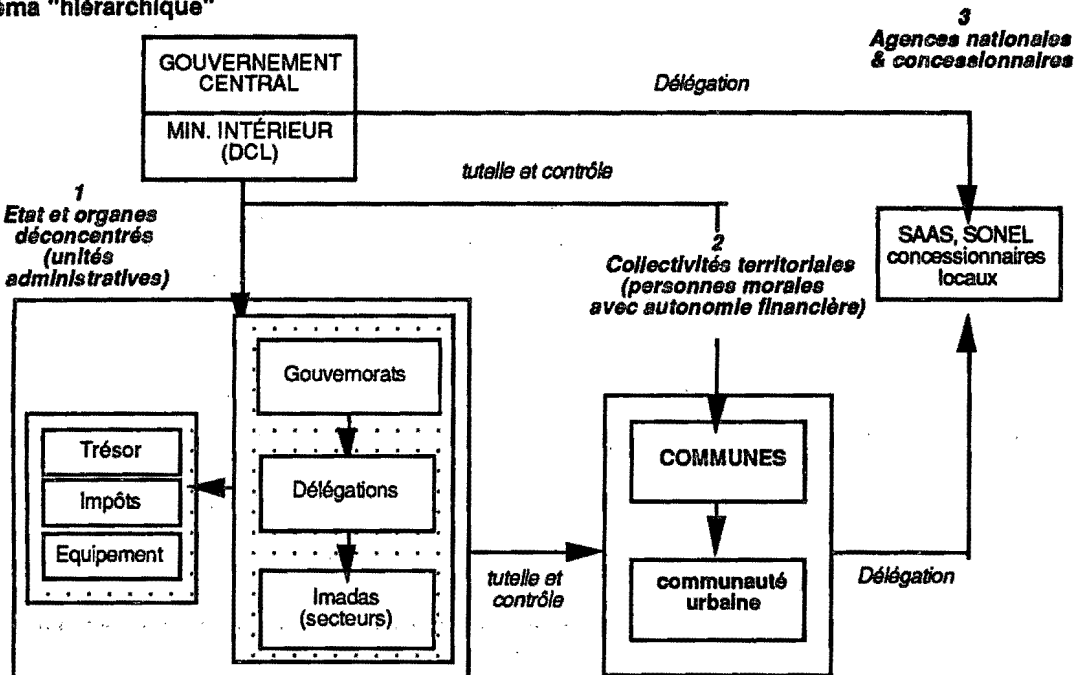 "hiérarchique"
3
Agences nationales
& concessionnaires
GOUVERNEMENT
CENTRAL
Délégation
MIN. INTÉRIEUR
(DCL)
tutelle et contrôle
1
Etat et organes
déconcentrés
(unités
administratives)
2
Collectivités territoriales
(personnes morales
avec autonomie financière)
SAAS, SONEL
concessionnaires
locaux
Gouvernorats
Trésor
Impôts
Equipement
Délégations
Imadas
(secteurs)
tutelle et
contrôle
COMMUNES
communauté
urbaine
Délégation